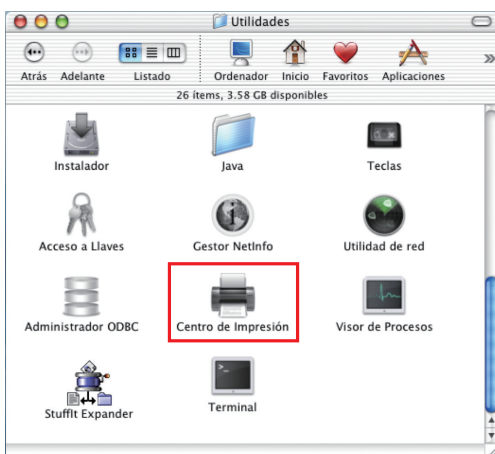 Utilidades
Atrás Adelante Listado Ordenador Inicio Favoritos Aplicaciones
26 ítems, 3.58 GB disponibles
Instalador Java Teclas
Acceso a Llaves Gestor NetInfo Utilidad de red
Administrador ODBC Centro de Impresión Visor de Procesos
StuffIt Expander Terminal